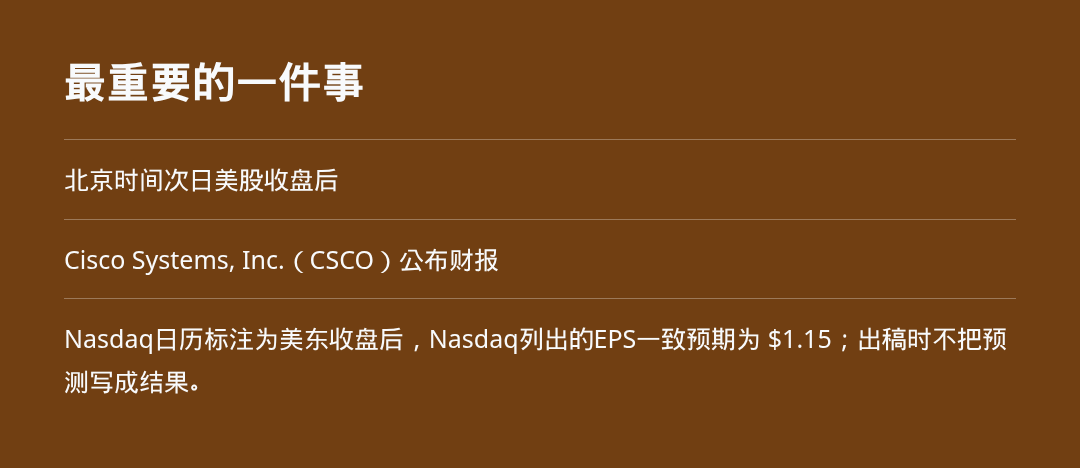 最重要的一件事
北京时间次日美股收盘后
Cisco Systems, Inc.（CSCO）公布财报
Nasdaq日历标注为美东收盘后，Nasdaq列出的EPS一致预期为 $1.15；出稿时不把预
测写成结果。